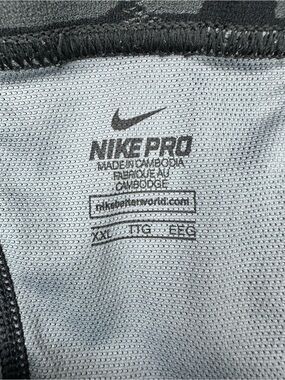 NIKE PRO
MADE IN CAMBODIA
FABRIQUE AU
CAMBODGE
nikebetterworld.com
XXL TTG EEG